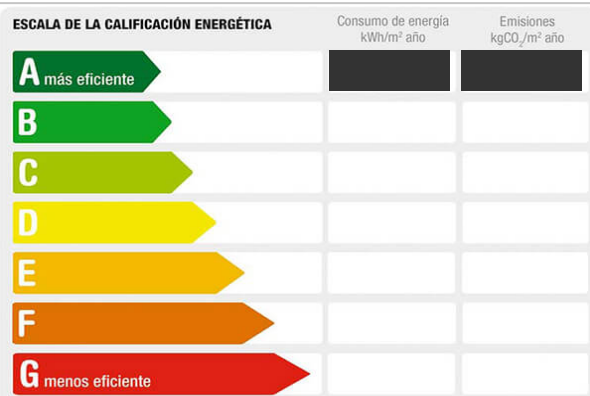 ESCALA DE LA CALIFICACIÓN ENERGÉTICA
Consumo de energía
kWh/m² año
Emisiones
kgCO₂/m² año
A más eficiente
B
C
D
E
F
G menos eficiente